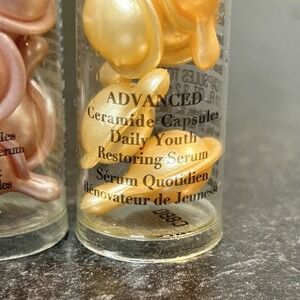 ADVANCED
Ceramide Capsules
Daily Youth
Restoring Serum
Sérum Quotidien
Rénovateur de Jeunesse